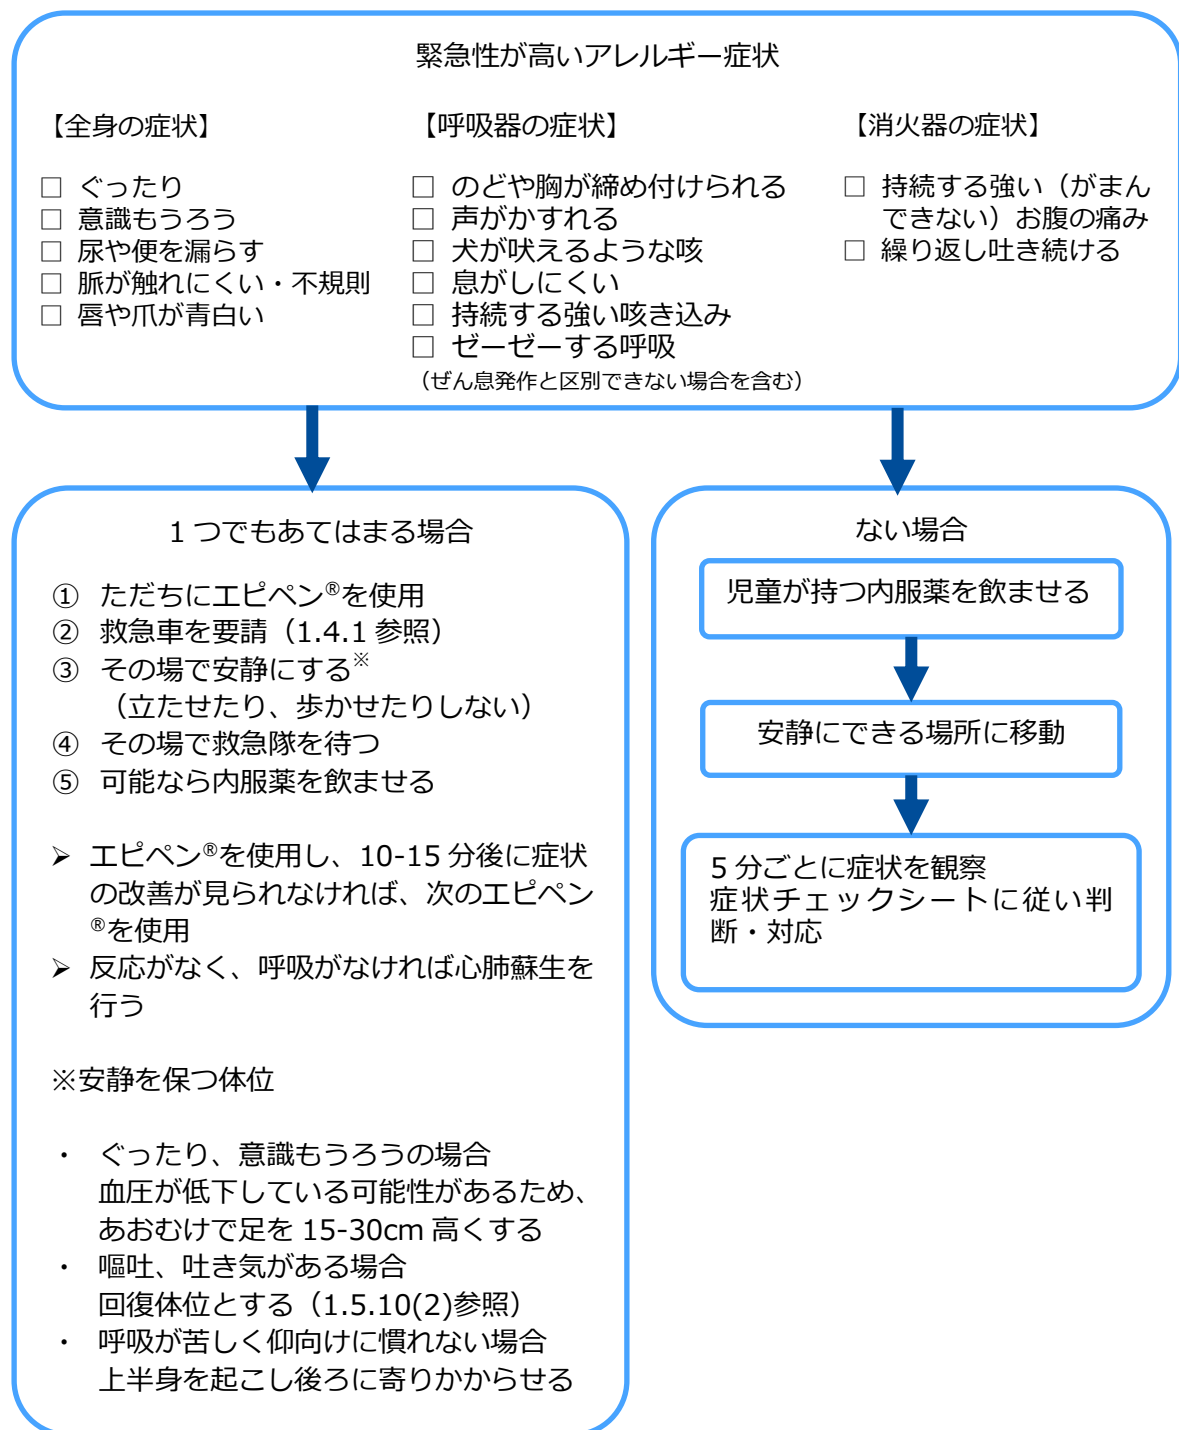 緊急性が高いアレルギー症状
【全身の症状】
□ ぐったり
□ 意識もうろう
□ 尿や便を漏らす
□ 脈が触れにくい・不規則
□ 唇や爪が青白い
【呼吸器の症状】
□ のどや胸が締め付けられる
□ 声がかすれる
□ 犬が吠えるような咳
□ 息がしにくい
□ 持続する強い咳き込み
□ ゼーゼーする呼吸
（ぜん息発作と区別できない場合を含む）
【消火器の症状】
□ 持続する強い（がまん
できない）お腹の痛み
□ 繰り返し吐き続ける
1 つでもあてはまる場合
① ただちにエピペン®を使用
② 救急車を要請（1.4.1 参照）
③ その場で安静にする※
（立たせたり、歩かせたりしない）
④ その場で救急隊を待つ
⑤ 可能なら内服薬を飲ませる
➢ エピペン®を使用し、10-15 分後に症状
の改善が見られなければ、次のエピペン
®を使用
➢ 反応がなく、呼吸がなければ心肺蘇生を
行う
※安静を保つ体位
・ ぐったり、意識もうろうの場合
血圧が低下している可能性があるため、
あおむけで足を 15-30cm 高くする
・ 嘔吐、吐き気がある場合
回復体位とする（1.5.10(2)参照）
・ 呼吸が苦しく仰向けに慣れない場合
上半身を起こし後ろに寄りかからせる
ない場合
児童が持つ内服薬を飲ませる
安静にできる場所に移動
5 分ごとに症状を観察
症状チェックシートに従い判
断・対応